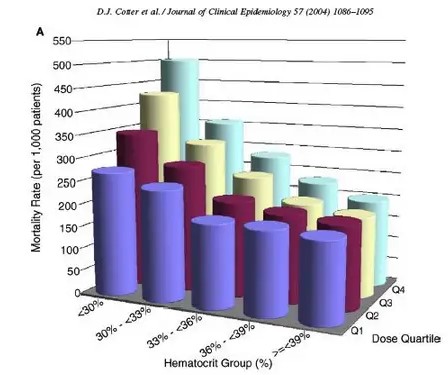 D.J. Cotter et al. / Journal of Clinical Epidemiology 57 (2004) 1086–1095
A
550
500
450
400
350
300
250
200
150
100
50
0
Mortality Rate (per 1,000 patients)
<30%
30% - <33%
33% - <36%
36% - <39%
>=<39%
Hematocrit Group (%)
Q1
Q2
Q3
Q4
Dose Quartile